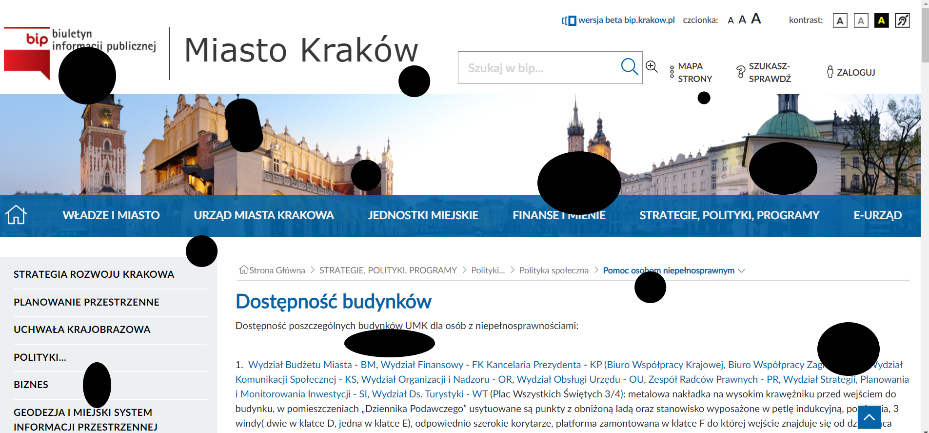 wersja beta bip.krakow.pl czcionka: A A A kontrast: A A A
bip biuletyn
informacji publicznej
Miasto Kraków
Szukaj w bip...
MAPA
STRONY
SZUKASZ-
SPRAWDŹ
ZALOGUJ
WŁADZE I MIASTO URZĄD MIASTA KRAKOWA JEDNOSTKI MIEJSKIE FINANSE I MIENIE STRATEGIE, POLITYKI, PROGRAMY E-URZĄD
STRATEGIA ROZWOJU KRAKOWA
PLANOWANIE PRZESTRZENNE
UCHWAŁA KRAJOBRAZOWA
POLITYKI...
BIZNES
GEODEZJA I MIEJSKI SYSTEM
INFORMACJI PRZESTRZENNEJ
Strona Główna STRATEGIE, POLITYKI, PROGRAMY Polityki... Polityka społeczna Pomoc osobom niepełnosprawnym
Dostępność budynków
Dostępność poszczególnych budynków UMK dla osób z niepełnosprawnościami:
1. Wydział Budżetu Miasta - BM, Wydział Finansowy - FK Kancelaria Prezydenta - KP (Biuro Współpracy Krajowej, Biuro Współpracy Wydział
Komunikacji Społecznej - KS, Wydział Organizacji i Nadzoru - OR, Wydział Obsługi Urzędu - OU, Zespół Radców Prawnych - PR, Wydział Strategii, Planowania
i Monitorowania Inwestycji - SI, Wydział Ds. Turystyki - WT (Plac Wszystkich Świętych 3/4): metalowa nakładka na wysokim krawężniku przed wejściem do
budynku, w pomieszczeniach „Dziennika Podawczego" usytuowane są punkty z obniżoną ladą oraz stanowisko wyposażone w pętlę indukcyjną, 3
windy( dwie w klatce D, jedna w klatce E), odpowiednio szerokie korytarze, platforma zamontowana w klatce F do której wejście znajduje się od